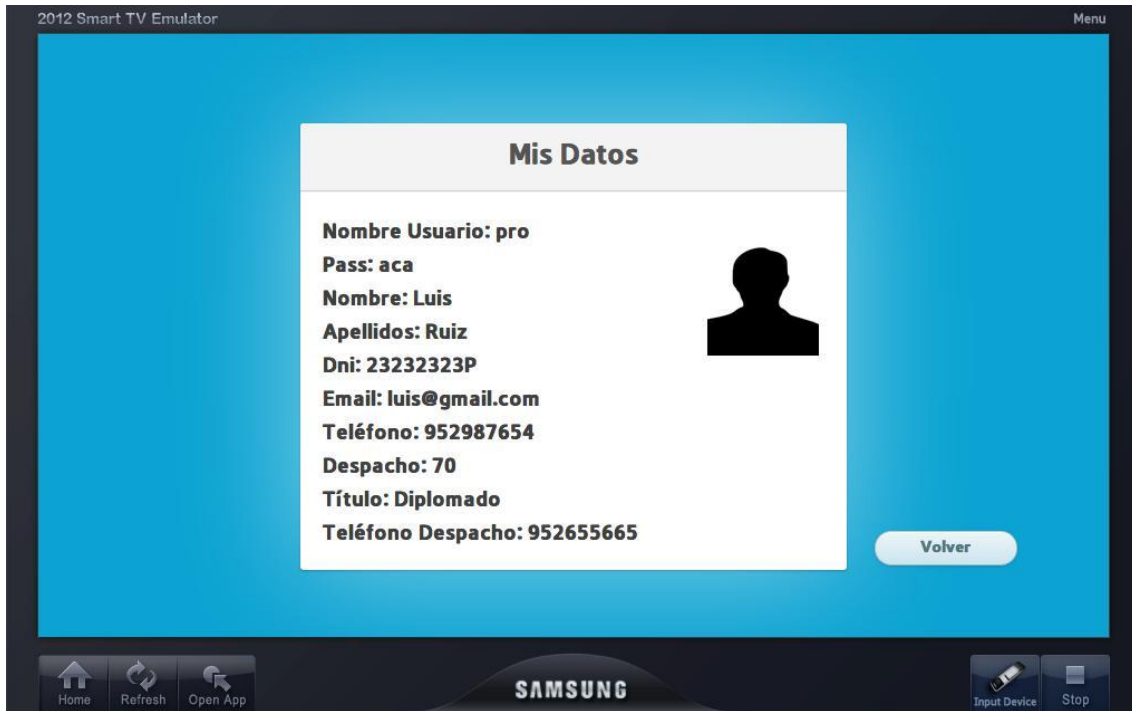 2012 Smart TV Emulator
Menu
Mis Datos
Nombre Usuario: pro
Pass: aca
Nombre: Luis
Apellidos: Ruiz
Dni: 23232323P
Email: luis@gmail.com
Teléfono: 952987654
Despacho: 70
Título: Diplomado
Teléfono Despacho: 952655665
Volver
Home Refresh Open App
SAMSUNG
Input Device Stop